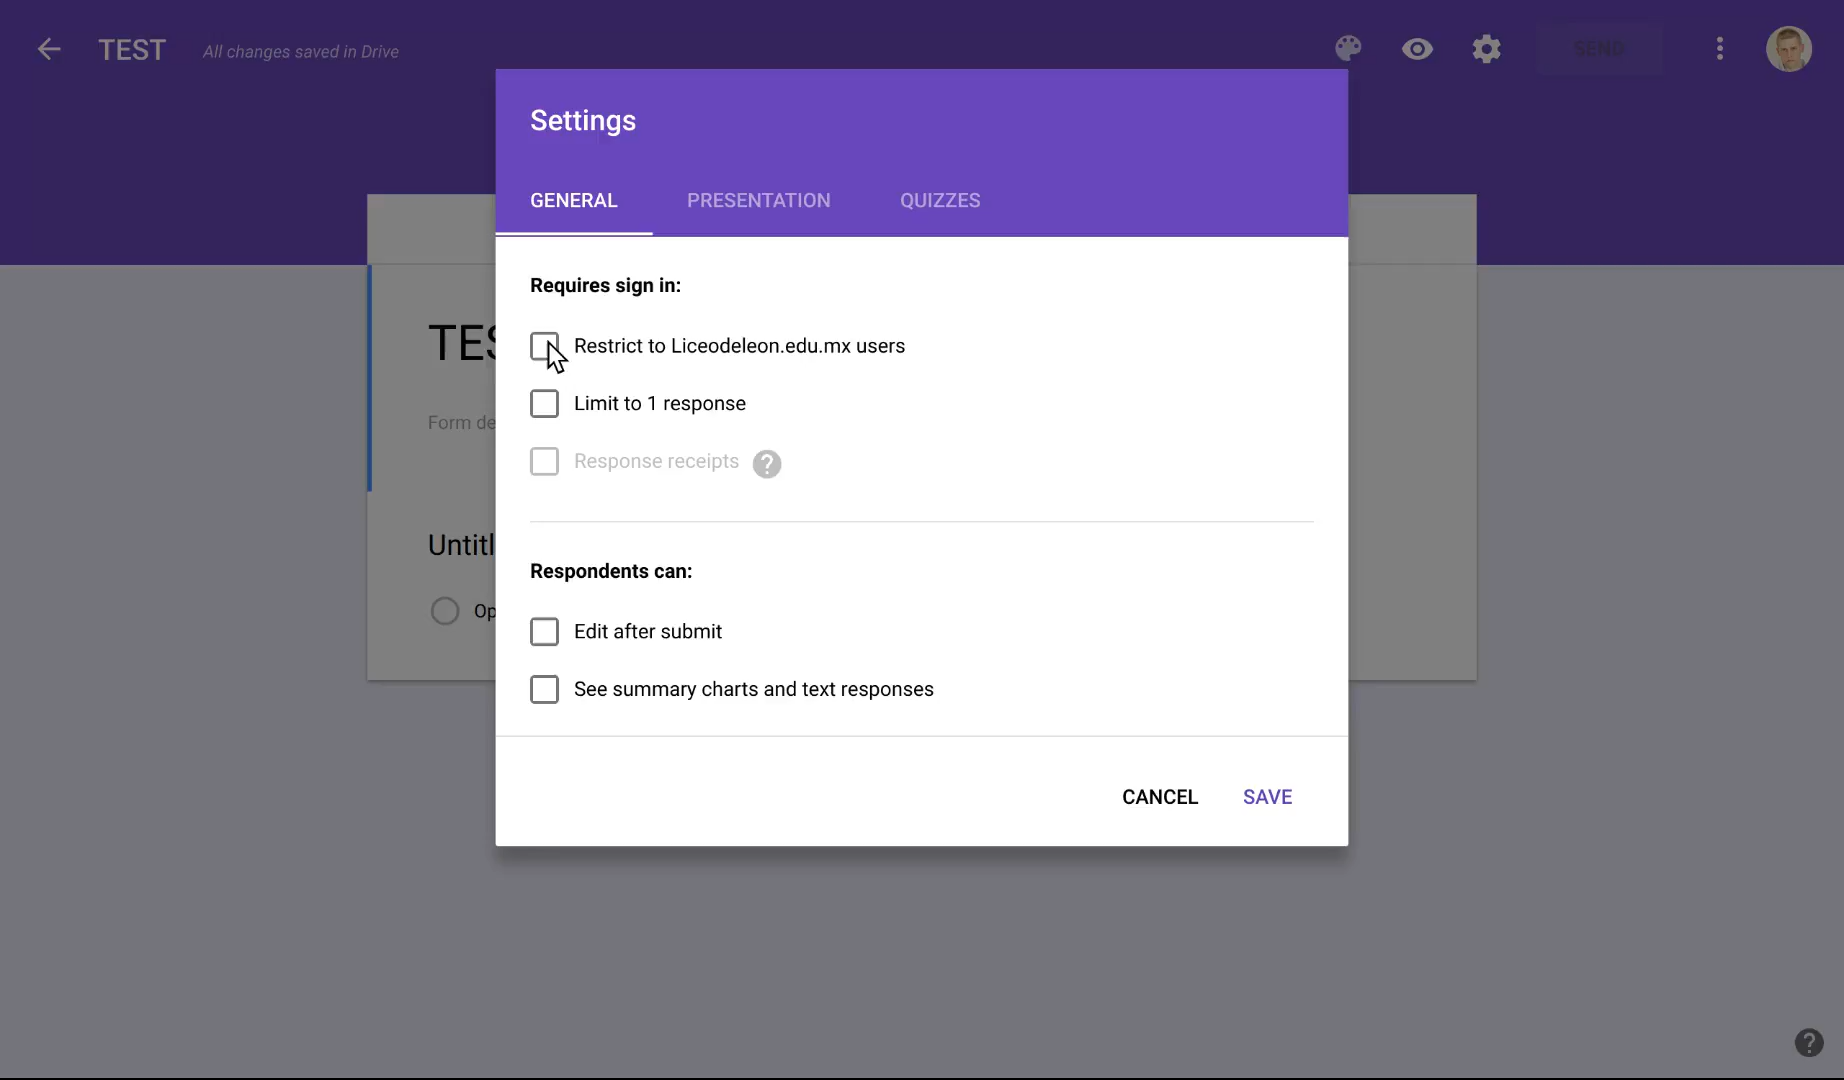 TEST
All changes saved in Drive
SEND
Settings
GENERAL
PRESENTATION
QUIZZES
Requires sign in:
Restrict to Liceodeleon.edu.mx users
Limit to 1 response
Response receipts ?
Respondents can:
Edit after submit
See summary charts and text responses
CANCEL
SAVE
TES
Form de
Untitl
Op
?